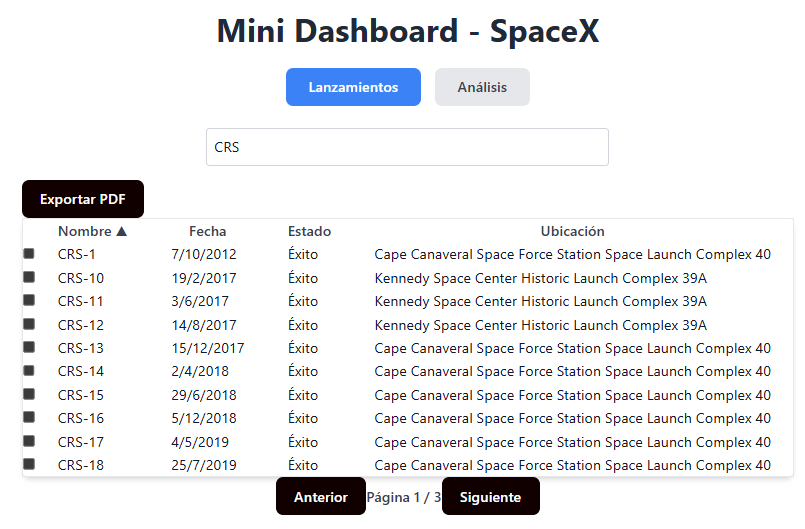 Mini Dashboard - SpaceX
Lanzamientos Análisis
CRS
Exportar PDF
Nombre ▲ Fecha Estado Ubicación
CRS-1 7/10/2012 Éxito Cape Canaveral Space Force Station Space Launch Complex 40
CRS-10 19/2/2017 Éxito Kennedy Space Center Historic Launch Complex 39A
CRS-11 3/6/2017 Éxito Kennedy Space Center Historic Launch Complex 39A
CRS-12 14/8/2017 Éxito Kennedy Space Center Historic Launch Complex 39A
CRS-13 15/12/2017 Éxito Cape Canaveral Space Force Station Space Launch Complex 40
CRS-14 2/4/2018 Éxito Cape Canaveral Space Force Station Space Launch Complex 40
CRS-15 29/6/2018 Éxito Cape Canaveral Space Force Station Space Launch Complex 40
CRS-16 5/12/2018 Éxito Cape Canaveral Space Force Station Space Launch Complex 40
CRS-17 4/5/2019 Éxito Cape Canaveral Space Force Station Space Launch Complex 40
CRS-18 25/7/2019 Éxito Cape Canaveral Space Force Station Space Launch Complex 40
Anterior Página 1 / 3 Siguiente